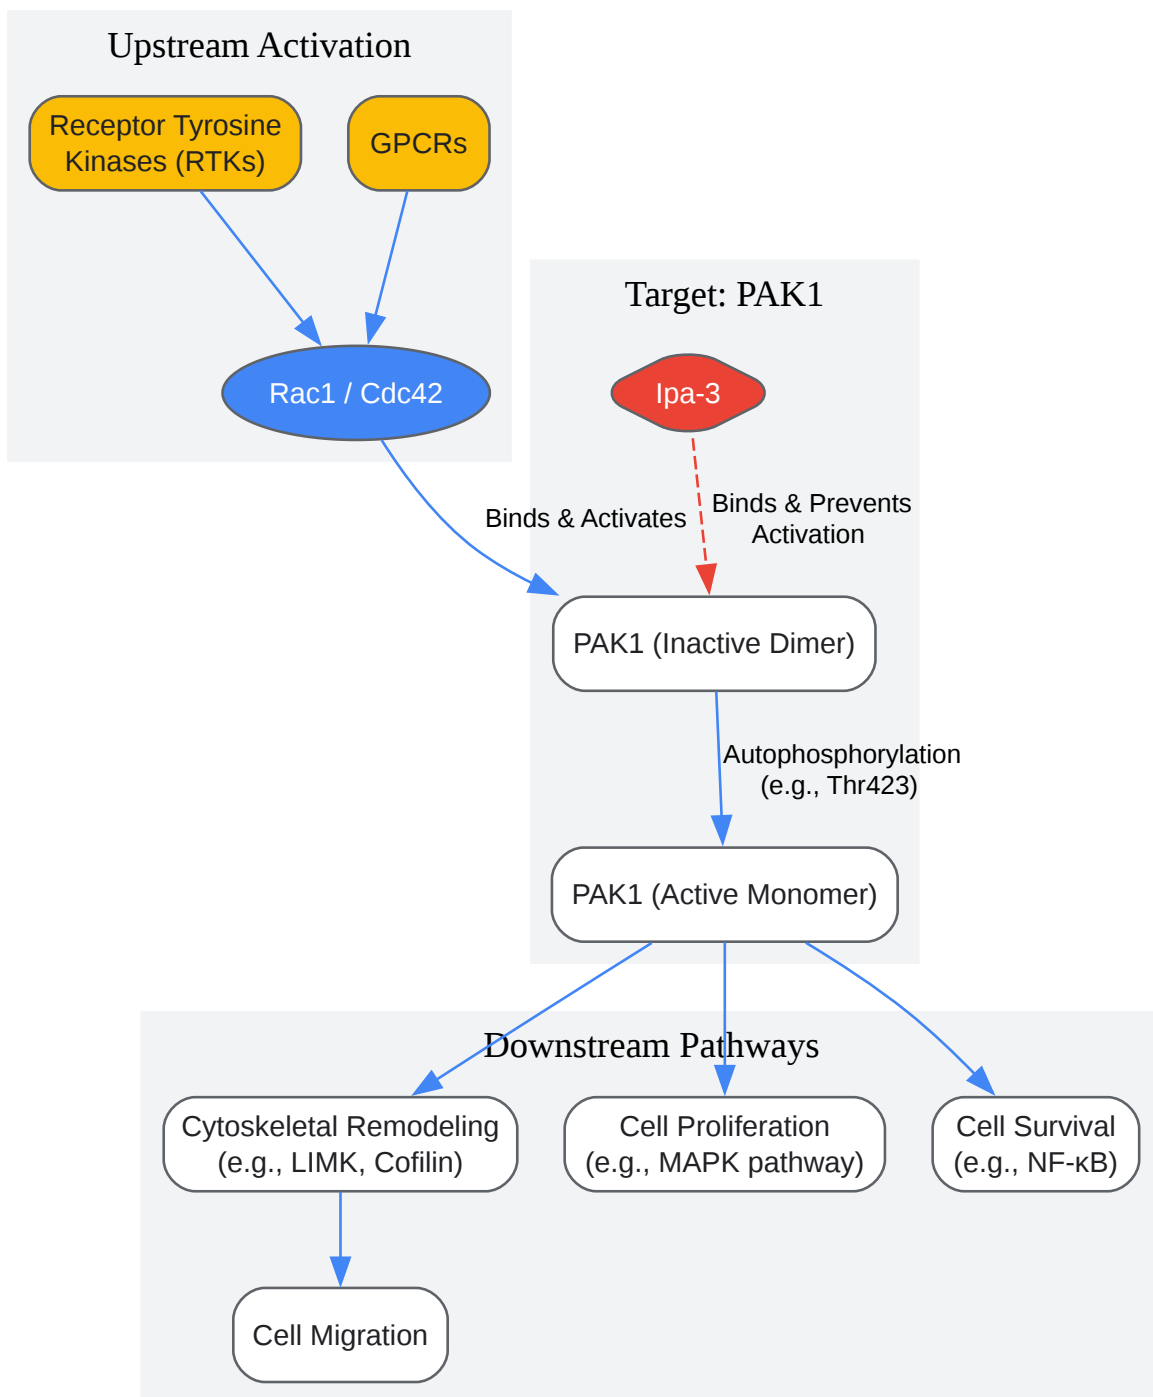 Upstream Activation
Receptor Tyrosine
Kinases (RTKs)
GPCRs
Rac1 / Cdc42
Target: PAK1
Ipa-3
Binds & Activates
Binds & Prevents
Activation
PAK1 (Inactive Dimer)
Autophosphorylation
(e.g., Thr423)
PAK1 (Active Monomer)
Downstream Pathways
Cytoskeletal Remodeling
(e.g., LIMK, Cofilin)
Cell Proliferation
(e.g., MAPK pathway)
Cell Survival
(e.g., NF-κB)
Cell Migration